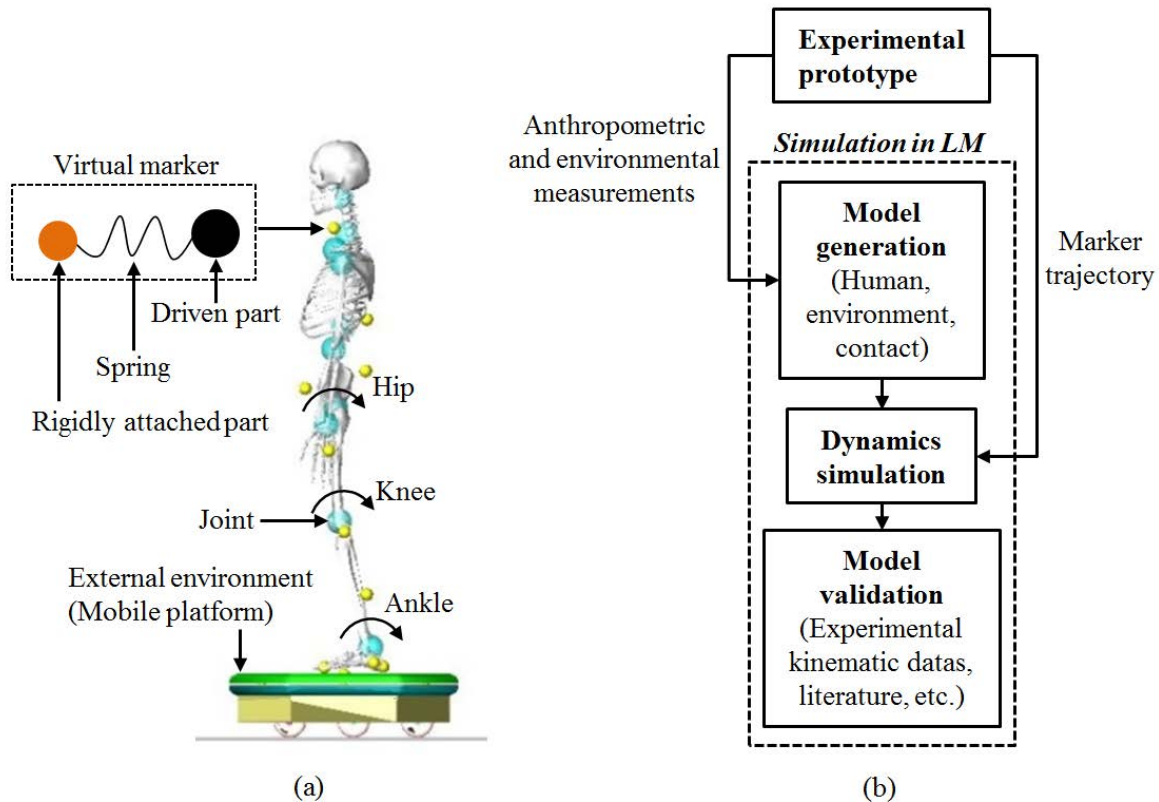 Virtual marker
Driven part
Spring
Rigidly attached part
Hip
Knee
Joint
External environment
(Mobile platform)
Ankle
(a)
Experimental
prototype
Anthropometric
and environmental
measurements
Simulation in LM
Model
generation
(Human,
environment,
contact)
Marker
trajectory
Dynamics
simulation
Model
validation
(Experimental
kinematic datas,
literature, etc.)
(b)